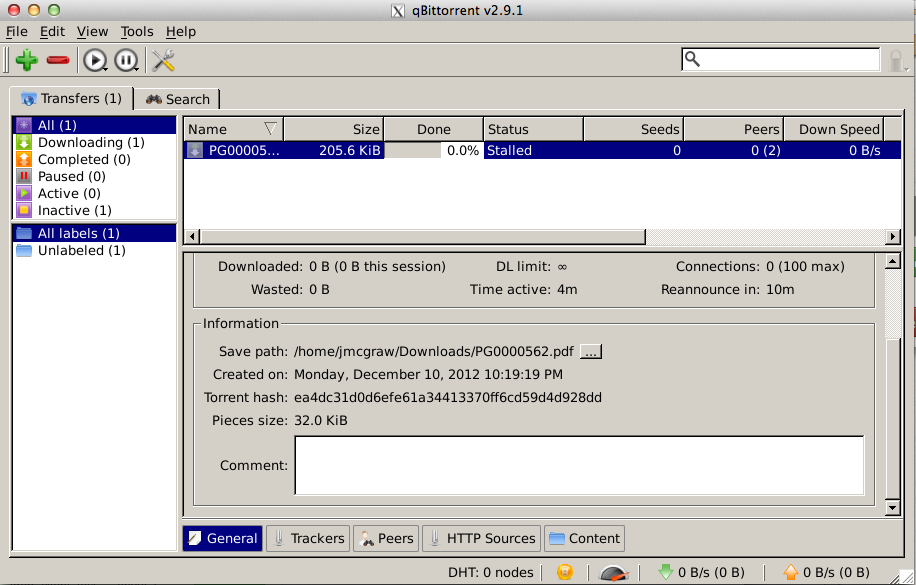 qBittorrent v2.9.1
File Edit View Tools Help
Transfers (1) Search
All (1)
Downloading (1)
Completed (0)
Paused (0)
Active (0)
Inactive (1)
All labels (1)
Unlabeled (1)
Name Size Done Status Seeds Peers Down Speed
PG00005... 205.6 KiB 0.0% Stalled 0 0 (2) 0 B/s
Downloaded: 0 B (0 B this session) DL limit: ∞ Connections: 0 (100 max)
Wasted: 0 B Time active: 4m Reannounce in: 10m
Information
Save path: /home/jmcgraw/Downloads/PG0000562.pdf ...
Created on: Monday, December 10, 2012 10:19:19 PM
Torrent hash: ea4dc31d0d6efe61a34413370ff6cd59d4d928dd
Pieces size: 32.0 KiB
Comment:
General Trackers Peers HTTP Sources Content
DHT: 0 nodes 0 B/s (0 B) 0 B/s (0 B)